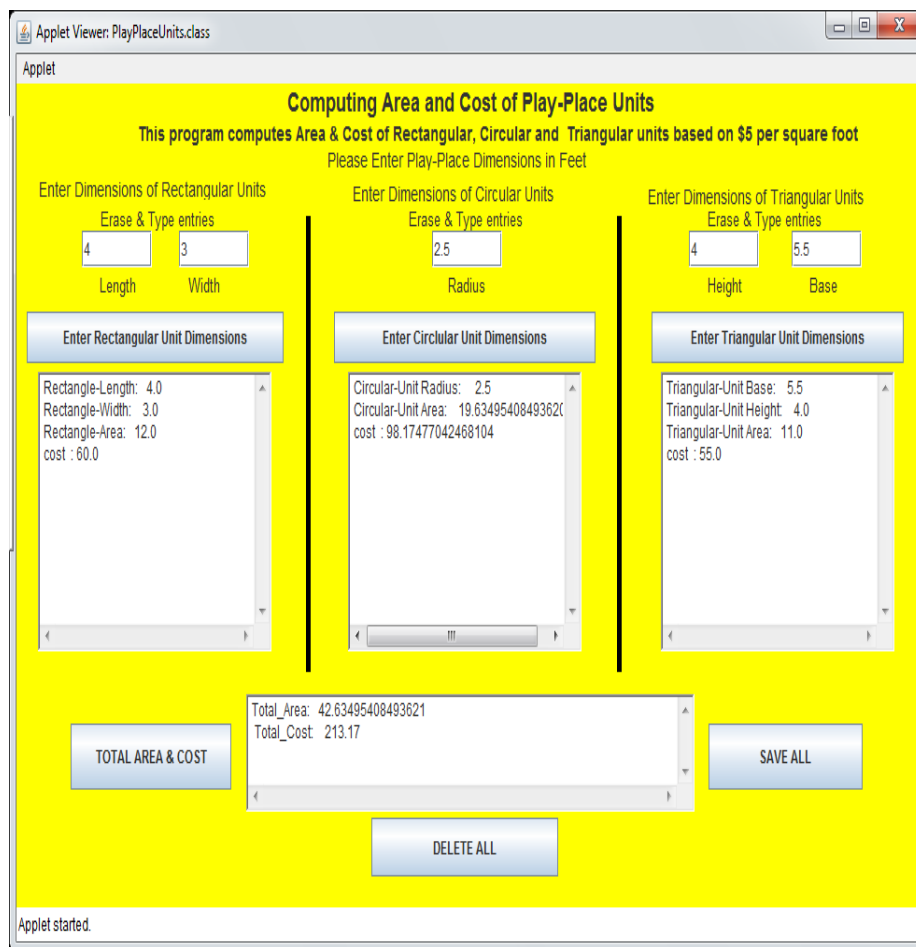 Applet Viewer: PlayPlaceUnits.class
Applet
Computing Area and Cost of Play-Place Units
This program computes Area & Cost of Rectangular, Circular and Triangular units based on $5 per square foot
Please Enter Play-Place Dimensions in Feet
Enter Dimensions of Rectangular Units
Erase & Type entries
4 3
Length Width
Enter Rectangular Unit Dimensions
Rectangle-Length: 4.0
Rectangle-Width: 3.0
Rectangle-Area: 12.0
cost : 60.0
Enter Dimensions of Circular Units
Erase & Type entries
2.5
Radius
Enter Circlular Unit Dimensions
Circular-Unit Radius: 2.5
Circular-Unit Area: 19.6349540849362
cost : 98.17477042468104
Enter Dimensions of Triangular Units
Erase & Type entries
4 5.5
Height Base
Enter Triangular Unit Dimensions
Triangular-Unit Base: 5.5
Triangular-Unit Height: 4.0
Triangular-Unit Area: 11.0
cost : 55.0
TOTAL AREA & COST
Total_Area: 42.63495408493621
Total_Cost: 213.17
SAVE ALL
DELETE ALL
Applet started.